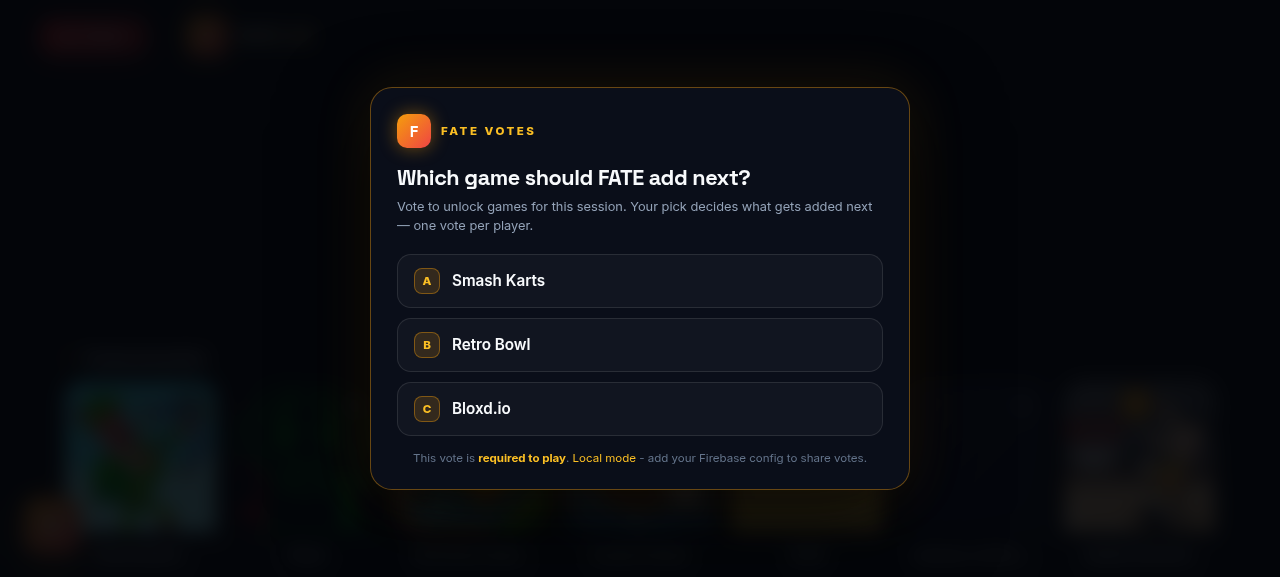 F
FATE VOTES
Which game should FATE add next?
Vote to unlock games for this session. Your pick decides what gets added next
— one vote per player.
A Smash Karts
B Retro Bowl
C Bloxd.io
This vote is required to play. Local mode - add your Firebase config to share votes.